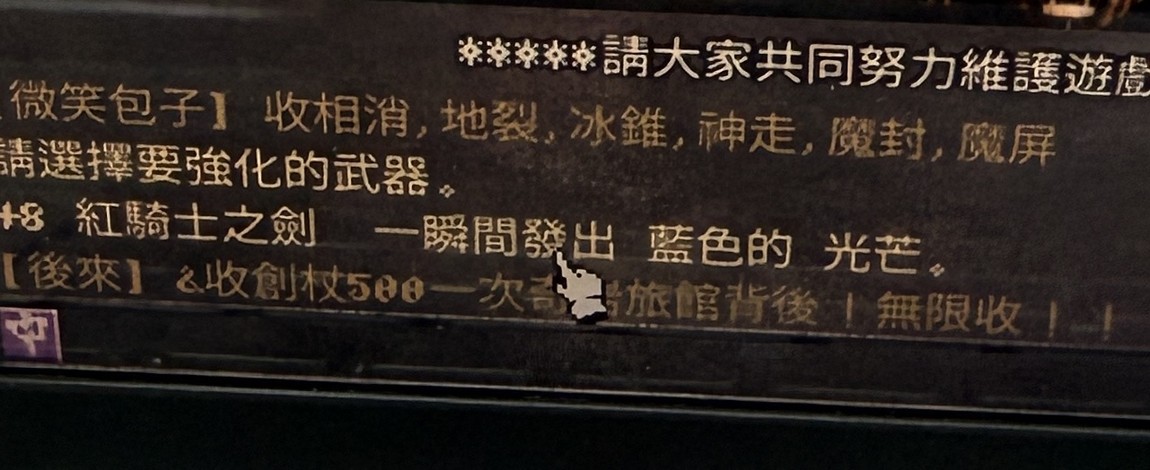 *****請大家共同努力維護遊戲
微笑包子】 收相消, 地裂, 冰錐, 神走, 魔封, 魔屏
請選擇要強化的武器。
+8 紅騎士之劍 一瞬間發出 藍色的 光芒。
【後來】 &收創杖500一次奇岩旅館背後！無限收！！
中